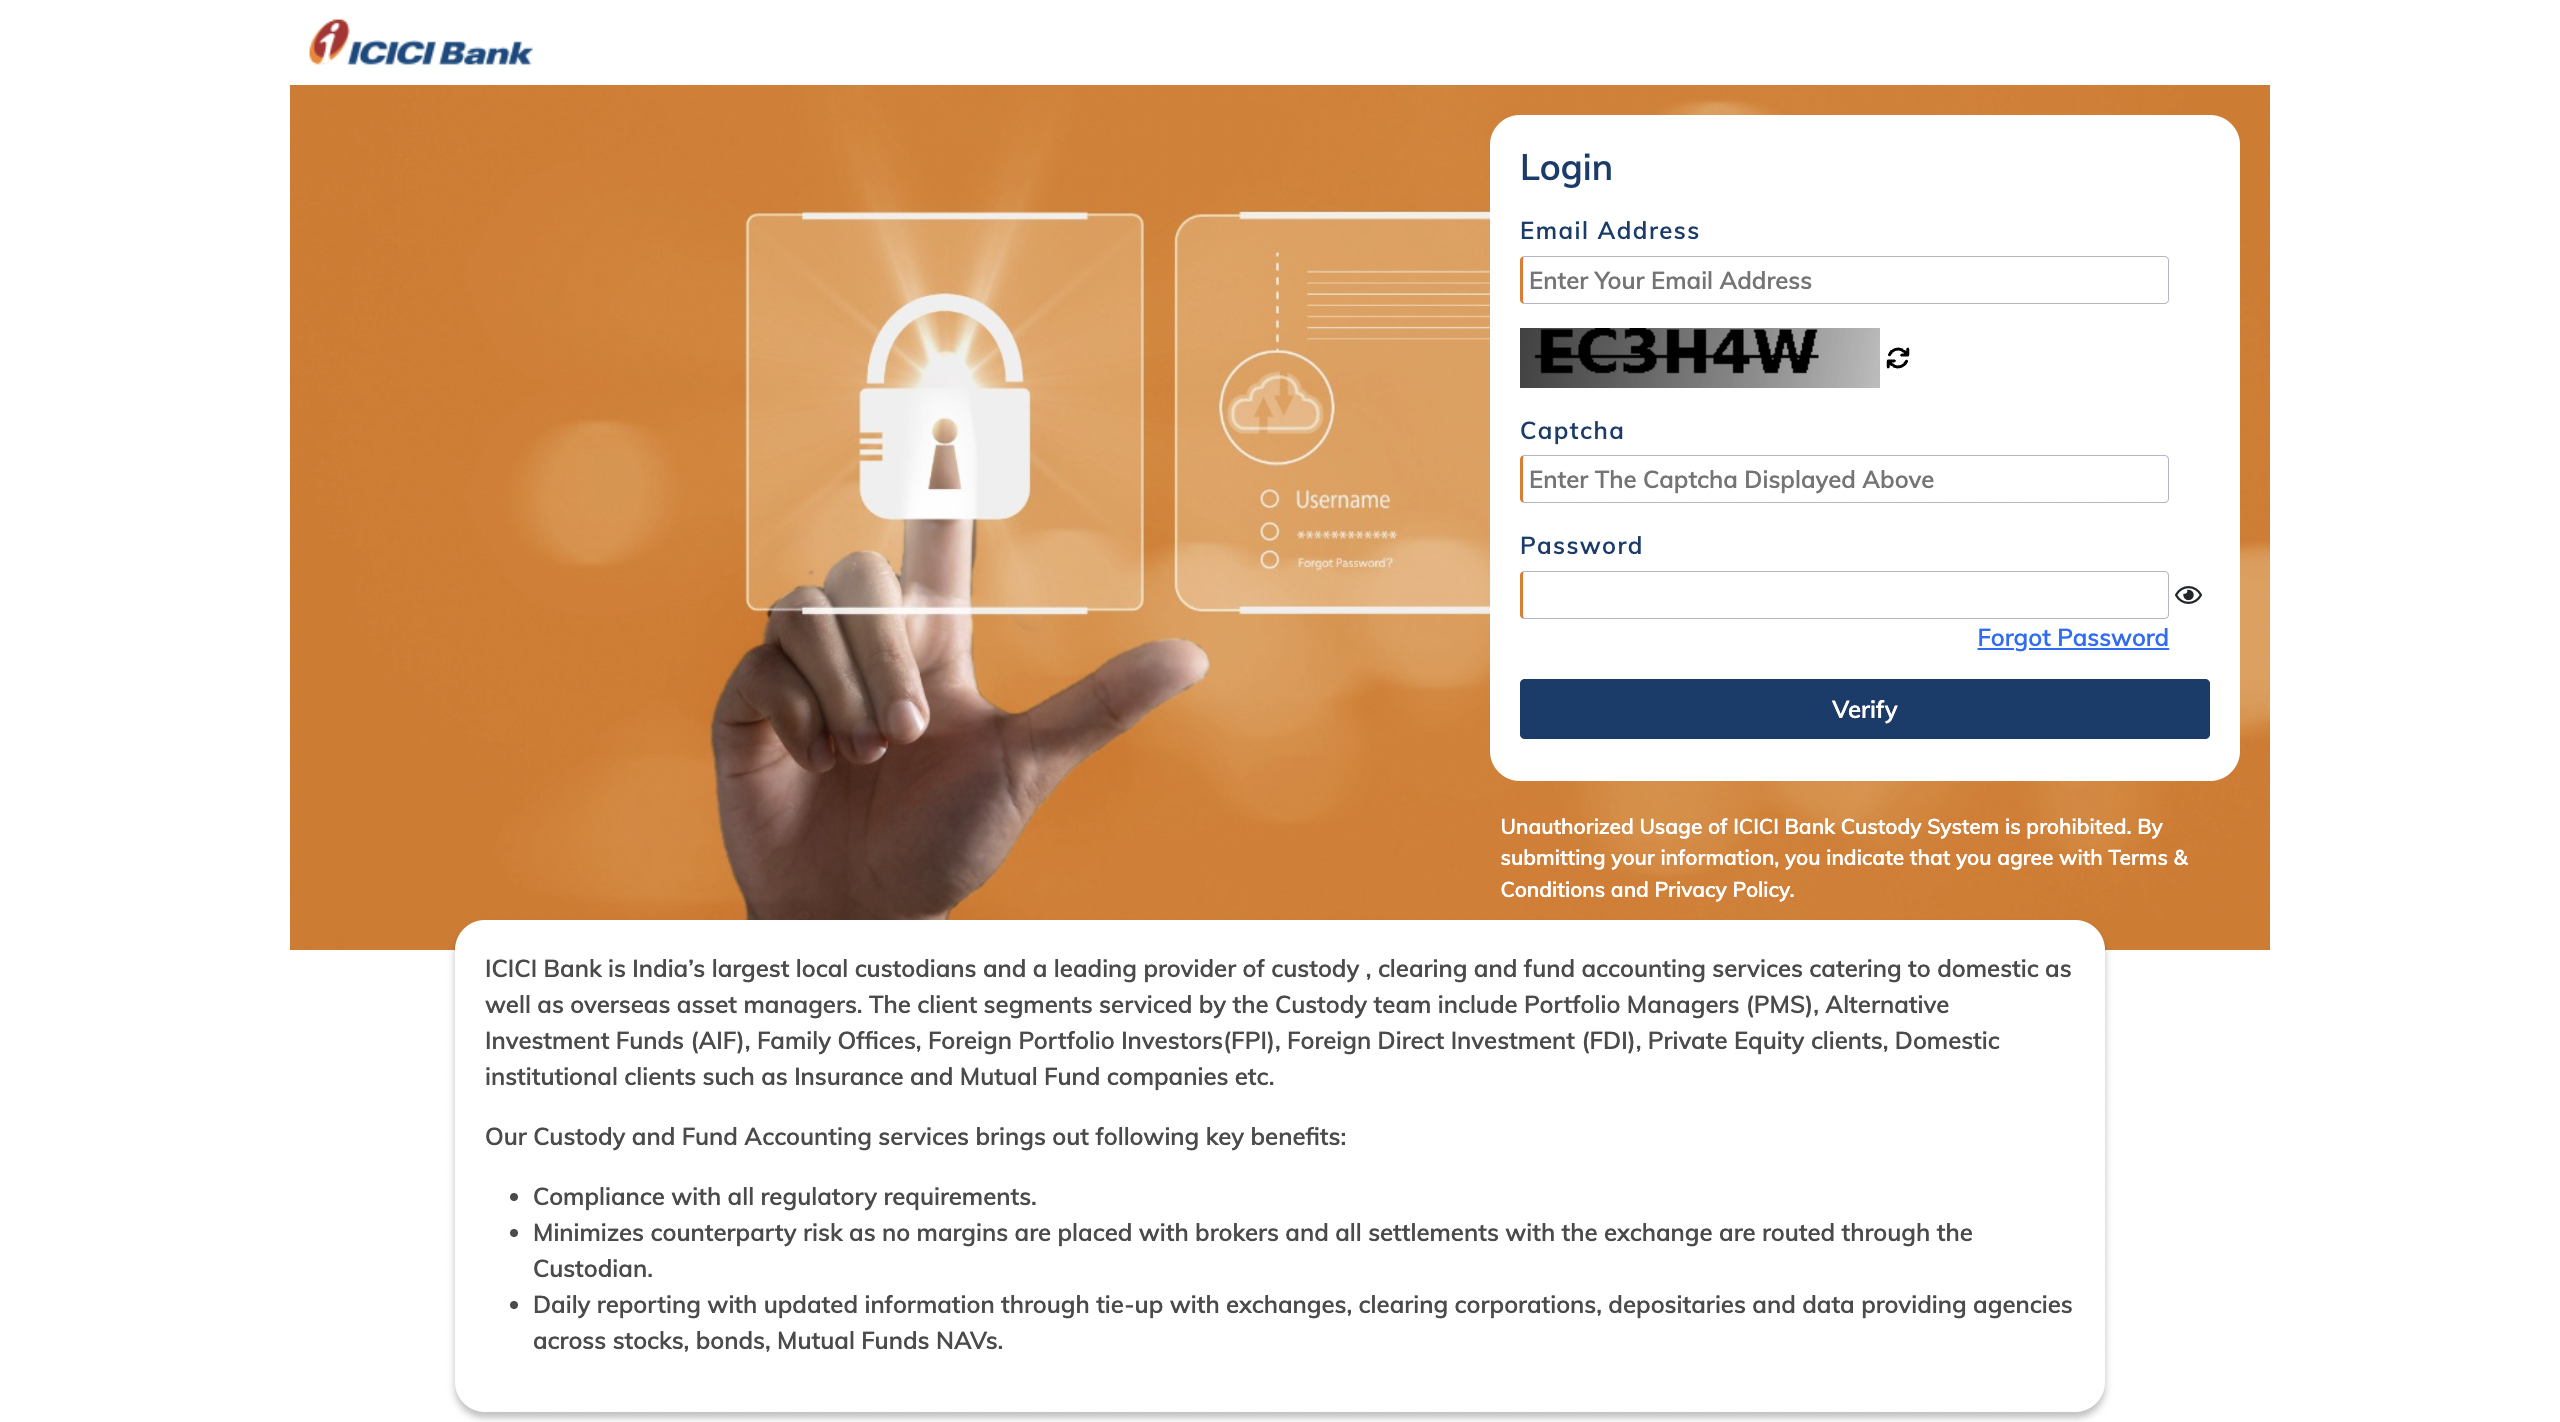 ICICI Bank
Login
Email Address
Enter Your Email Address
EC3H4W
Captcha
Enter The Captcha Displayed Above
Password
Forgot Password
Verify
Username
************
Forgot Password?
Unauthorized Usage of ICICI Bank Custody System is prohibited. By
submitting your information, you indicate that you agree with Terms &
Conditions and Privacy Policy.
ICICI Bank is India’s largest local custodians and a leading provider of custody , clearing and fund accounting services catering to domestic as
well as overseas asset managers. The client segments serviced by the Custody team include Portfolio Managers (PMS), Alternative
Investment Funds (AIF), Family Offices, Foreign Portfolio Investors(FPI), Foreign Direct Investment (FDI), Private Equity clients, Domestic
institutional clients such as Insurance and Mutual Fund companies etc.
Our Custody and Fund Accounting services brings out following key benefits:
• Compliance with all regulatory requirements.
• Minimizes counterparty risk as no margins are placed with brokers and all settlements with the exchange are routed through the
Custodian.
• Daily reporting with updated information through tie-up with exchanges, clearing corporations, depositaries and data providing agencies
across stocks, bonds, Mutual Funds NAVs.